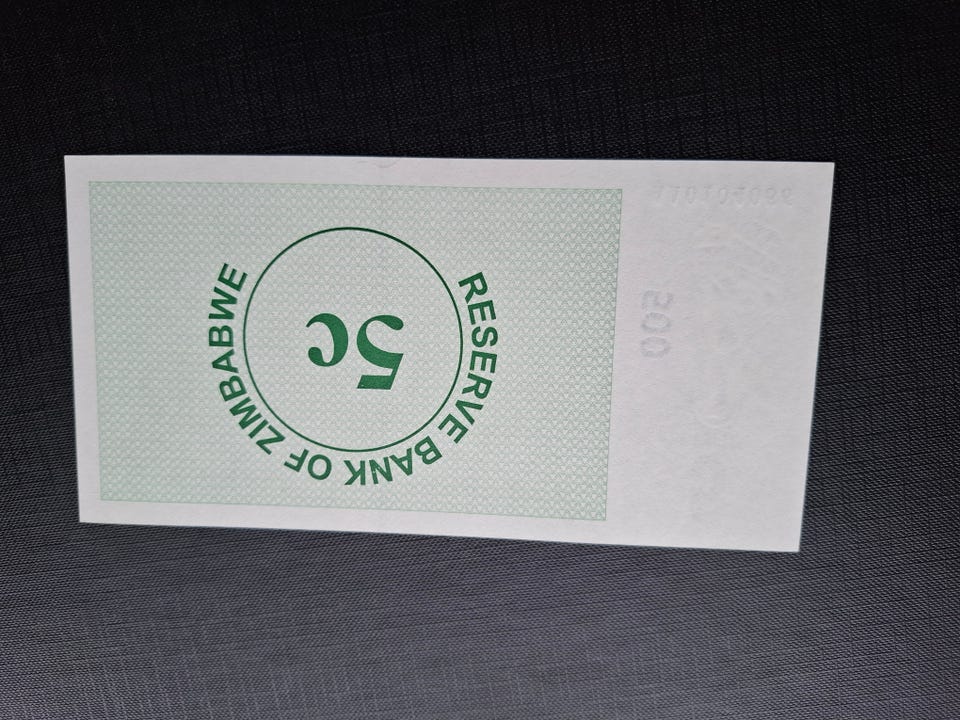 RESERVE BANK OF ZIMBABWE
5c
500